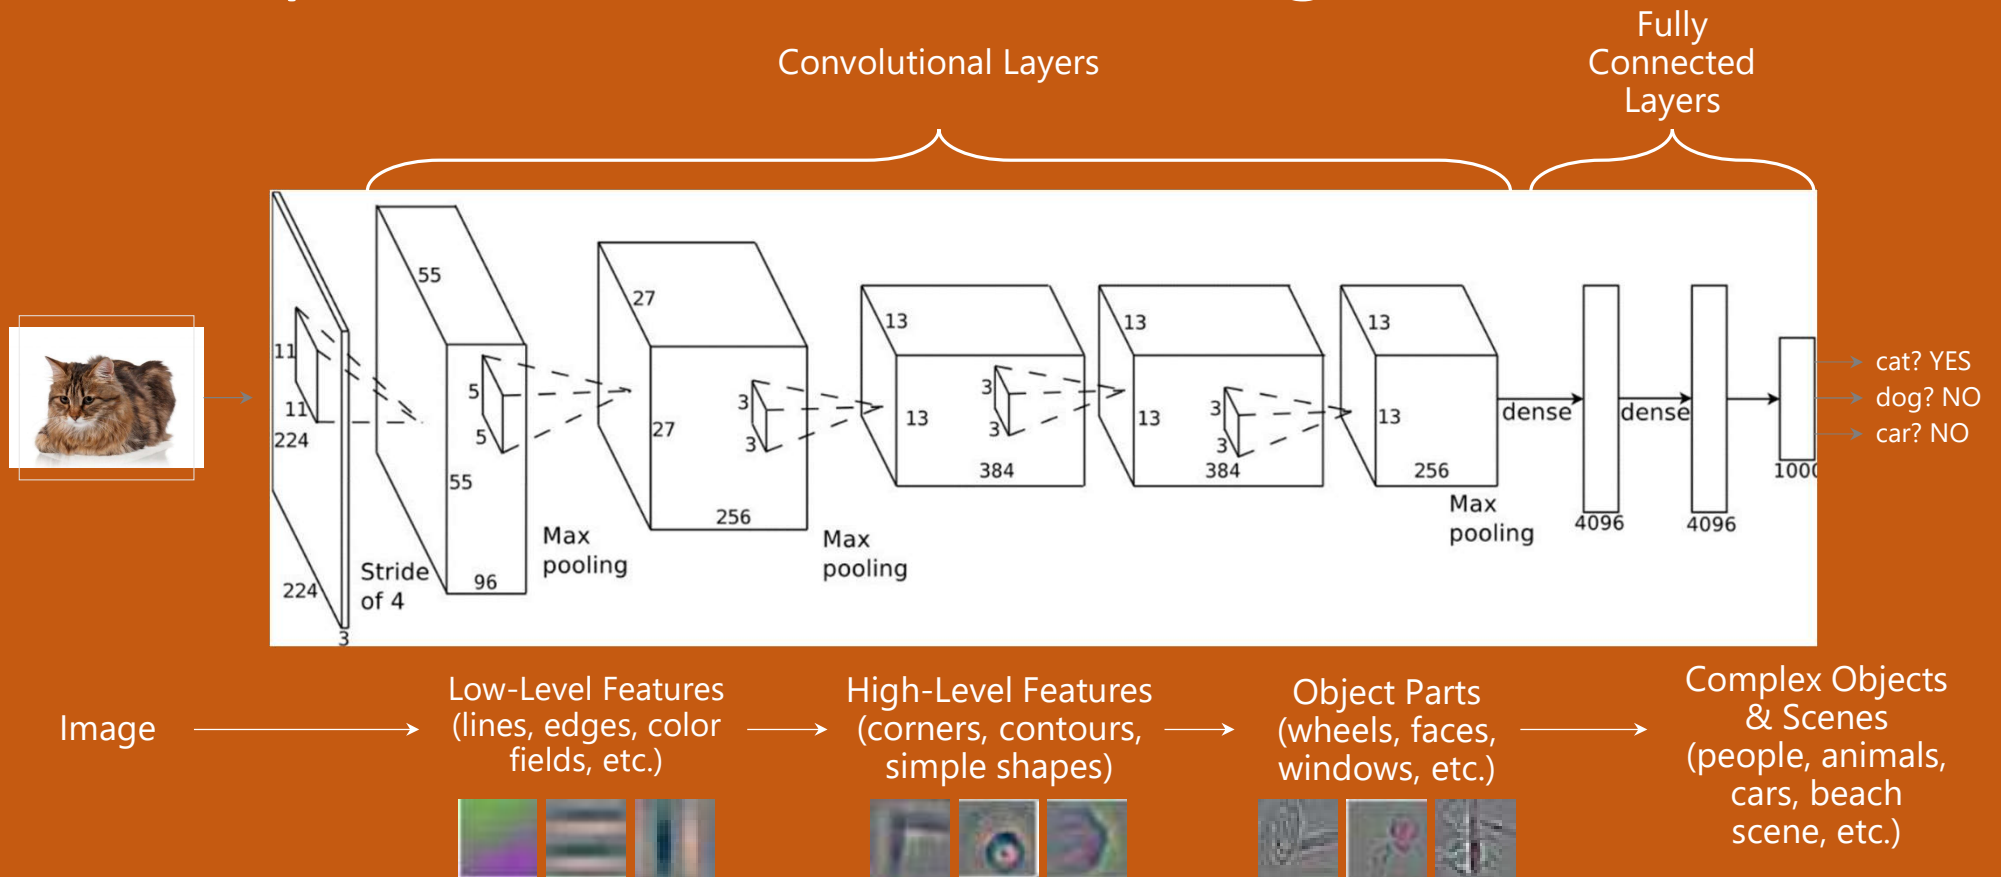 Convolutional Layers
Fully
Connected
Layers
11
11
224
224
3
Stride
of 4
55
55
5
5
96
Max
pooling
27
27
3
3
256
Max
pooling
13
13
3
3
384
13
13
3
3
384
13
13
256
Max
pooling
dense
4096
dense
4096
1000
cat? YES
dog? NO
car? NO
Image
Low-Level Features
(lines, edges, color
fields, etc.)
High-Level Features
(corners, contours,
simple shapes)
Object Parts
(wheels, faces,
windows, etc.)
Complex Objects
& Scenes
(people, animals,
cars, beach
scene, etc.)